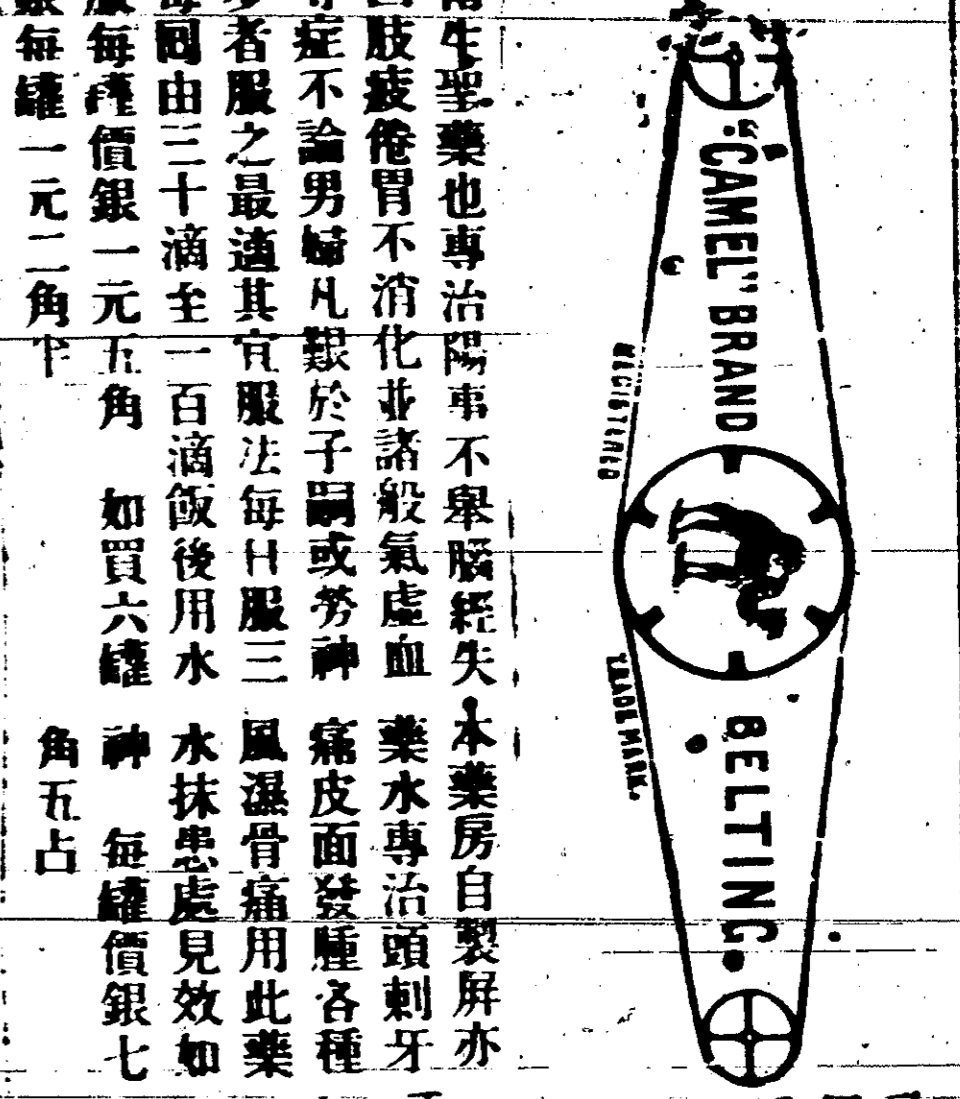 "CAMEL" BRAND BELTING.
REGISTERED
TRADE MARK.
生聖藥也專治陽事不舉腦經失
肢疲倦胃不消化並諸般氣虛血
症不論男婦凡艱於子嗣或勞神
者服之最適其宜服法每日服三
回由三十滴至一百滴飯後用水
每罐價銀一元五角 如買六罐
每罐一元二角
本藥房自製屏亦
藥水專治頭刺牙
痛皮面發腫各種
風濕骨痛用此藥
水抹患處見效如
神 每罐價銀七
角五占